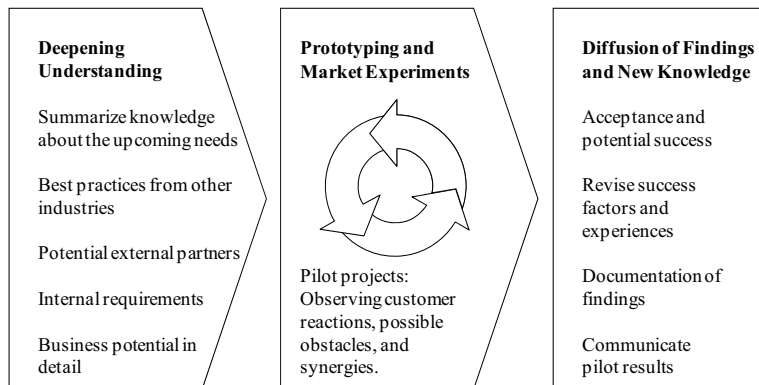 Deepening
Understanding
Summarize knowledge
about the upcoming needs
Best practices from other
industries
Potential external partners
Internal requirements
Business potential in
detail
Prototyping and
Market Experiments
Pilot projects:
Observing customer
reactions, possible
obstacles, and
synergies.
Diffusion of Findings
and New Knowledge
Acceptance and
potential success
Revise success
factors and
experiences
Documentation of
findings
Communicate
pilot results